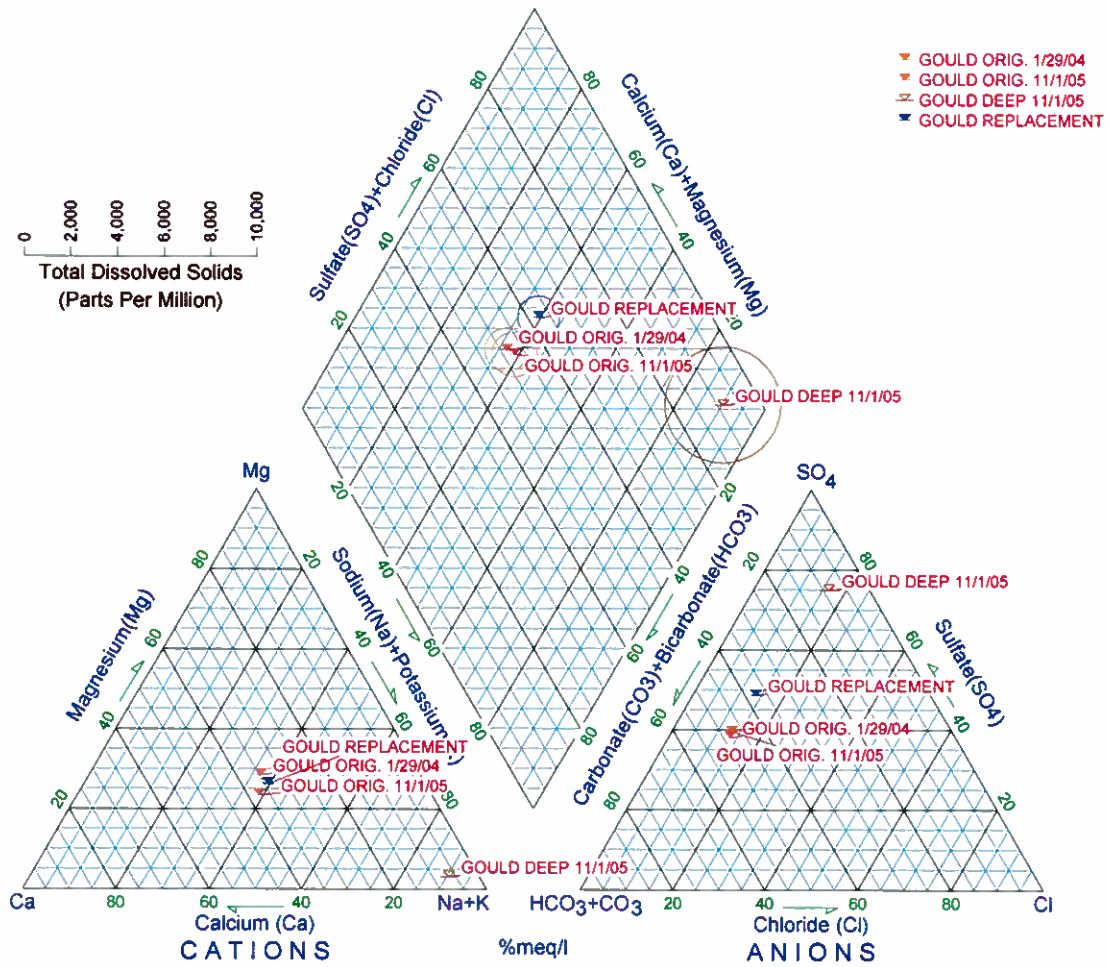 GOULD ORIG. 1/29/04
GOULD ORIG. 11/1/05
GOULD DEEP 11/1/05
GOULD REPLACEMENT
0
2,000
4,000
6,000
8,000
10,000
Total Dissolved Solids
(Parts Per Million)
Sulfate(SO4)+Chloride(Cl)
Calcium(Ca)+Magnesium(Mg)
80
60
40
20
80
60
40
20
GOULD REPLACEMENT
GOULD ORIG. 1/29/04
GOULD ORIG. 11/1/05
GOULD DEEP 11/1/05
20
40
60
80
20
40
60
80
Sodium(Na)+Potassium
Carbonate(CO3)+Bicarbonate(HCO3)
Mg
Magnesium(Mg)
80
60
40
20
20
40
60
80
GOULD REPLACEMENT
GOULD ORIG. 1/29/04
GOULD ORIG. 11/1/05
GOULD DEEP 11/1/05
Ca
80
60
40
20
Na+K
Calcium (Ca)
CATIONS
%meq/l
SO4
Sulfate(SO4)
20
40
60
80
80
60
40
20
GOULD DEEP 11/1/05
GOULD REPLACEMENT
GOULD ORIG. 1/29/04
GOULD ORIG. 11/1/05
HCO3+CO3
20
40
60
80
Cl
Chloride (Cl)
ANIONS